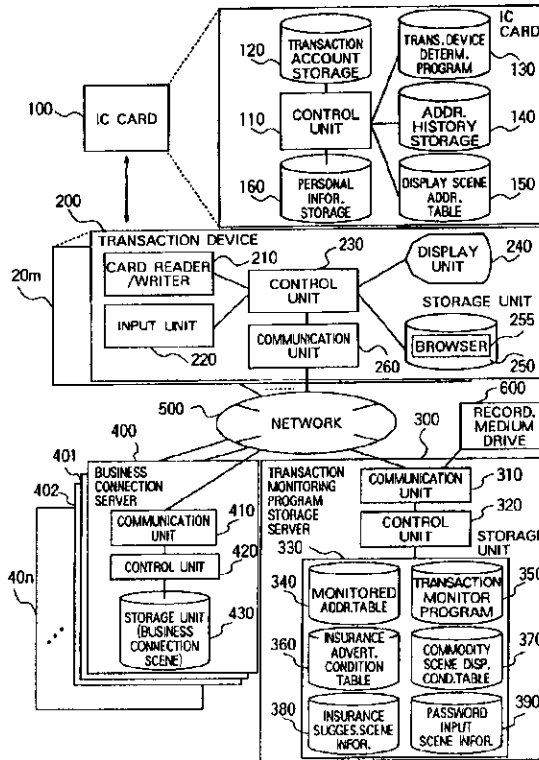 IC
CARD
120
TRANSACTION
ACCOUNT
STORAGE
TRANS. DEVICE
DETERM.
PROGRAM
130
100
IC CARD
110
CONTROL
UNIT
ADDR.
HISTORY
STORAGE
140
160
PERSONAL
INFOR.
STORAGE
DISPLAY SCENE
ADDR.
TABLE
150
200
TRANSACTION DEVICE
20m
CARD READER
/WRITER
210
230
CONTROL
UNIT
DISPLAY
UNIT
240
INPUT UNIT
220
COMMUNICATION
UNIT
260
STORAGE UNIT
255
BROWSER
250
500
NETWORK
600
RECORD.
MEDIUM
DRIVE
300
400
401
402
40n
BUSINESS
CONNECTION
SERVER
COMMUNICATION
UNIT
410
CONTROL UNIT
420
STORAGE UNIT
(BUSINESS
CONNECTION
SCENE)
430
TRANSACTION
MONITORING
PROGRAM
STORAGE
SERVER
COMMUNICATION
UNIT
310
CONTROL
UNIT
320
330
STORAGE
UNIT
340
MONITORED
ADDR. TABLE
TRANSACTION
MONITOR
PROGRAM
350
360
INSURANCE
ADVERT.
CONDITION
TABLE
COMMODITY
SCENE DISP.
COND. TABLE
370
380
INSURANCE
SUGGES. SCENE
INFOR.
PASSWORD
INPUT
SCENE INFOR.
390